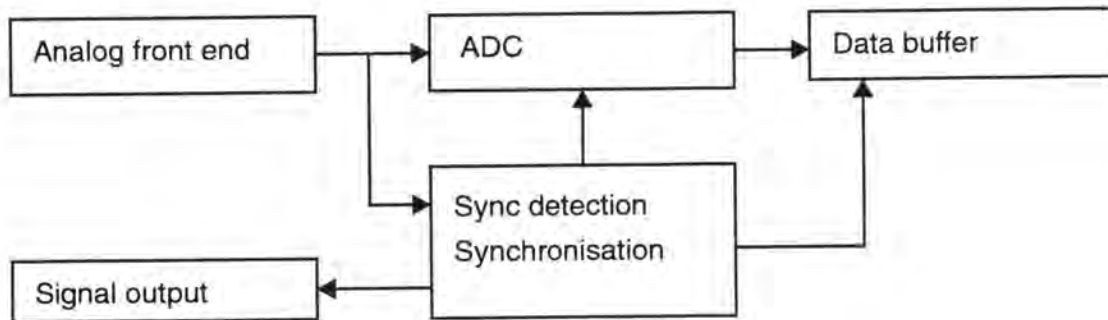 Analog front end
ADC
Data buffer
Sync detection
Synchronisation
Signal output